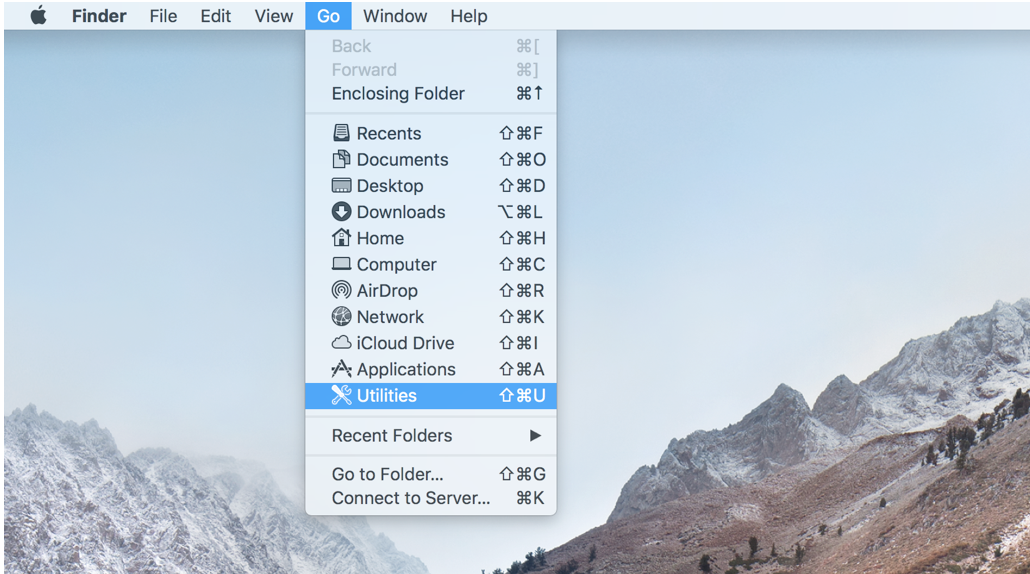 Finder File Edit View Go Window Help
Back ⌘[
Forward ⌘]
Enclosing Folder ⌘↑
Recents ⇧⌘F
Documents ⇧⌘O
Desktop ⇧⌘D
Downloads ⌥⌘L
Home ⇧⌘H
Computer ⇧⌘C
AirDrop ⇧⌘R
Network ⇧⌘K
iCloud Drive ⇧⌘I
Applications ⇧⌘A
Utilities ⇧⌘U
Recent Folders ▶
Go to Folder... ⇧⌘G
Connect to Server... ⌘K